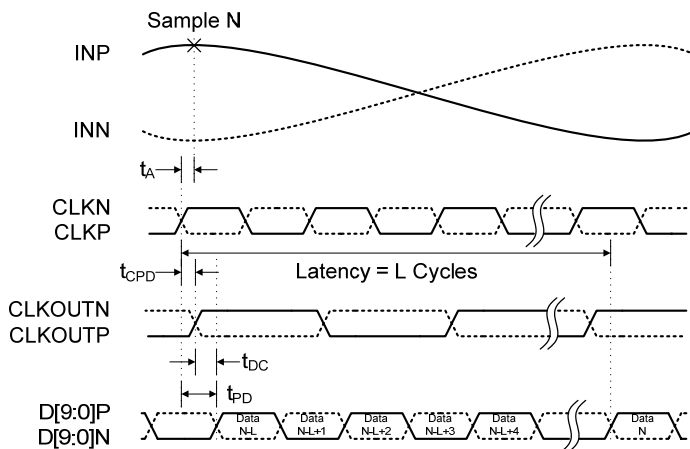 Sample N
INP
INN
tA
CLKN
CLKP
tCPD
Latency = L Cycles
CLKOUTN
CLKOUTP
tDC
tPD
D[9:0]P
D[9:0]N
Data
N-L
Data
N-L+1
Data
N-L+2
Data
N-L+3
Data
N-L+4
Data
N